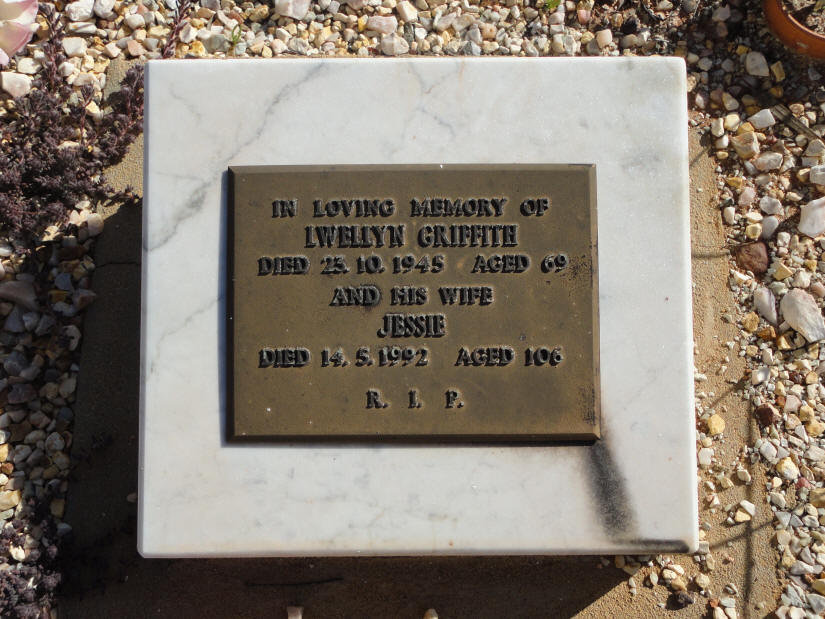 IN LOVING MEMORY OF
LWELLYN GRIFFITH
DIED 23. 10. 1945 AGED 69
AND HIS WIFE
JESSIE
DIED 14. 5. 1992 AGED 106
R. I. P.